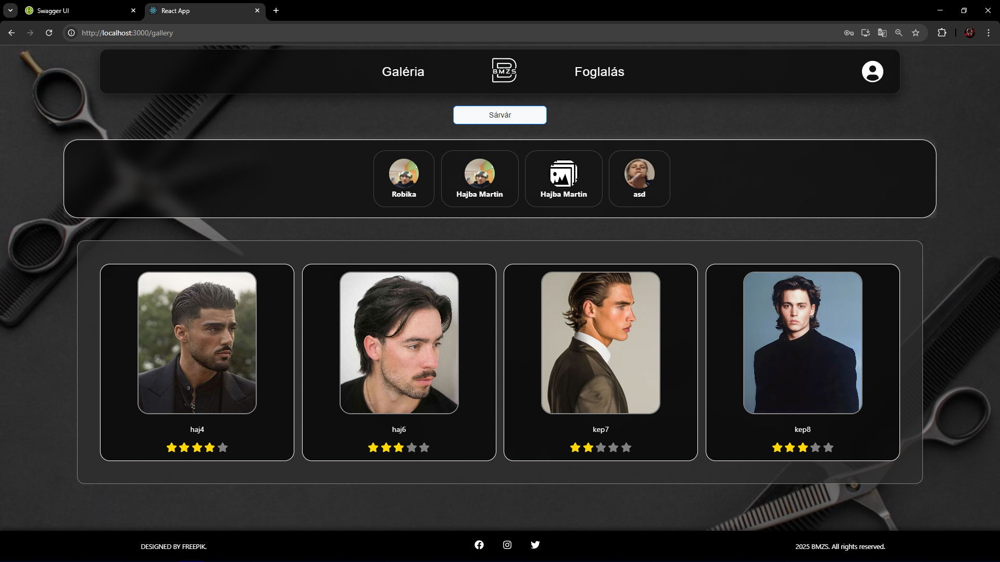 Swagger UI
React App
http://localhost:3000/gallery
Galéria
BMZS
Foglalás
Sárvár
Robika
Hajba Martin
Hajba Martin
asd
haj4
haj6
kep7
kep8
DESIGNED BY FREEPIK.
2025 BMZS. All rights reserved.